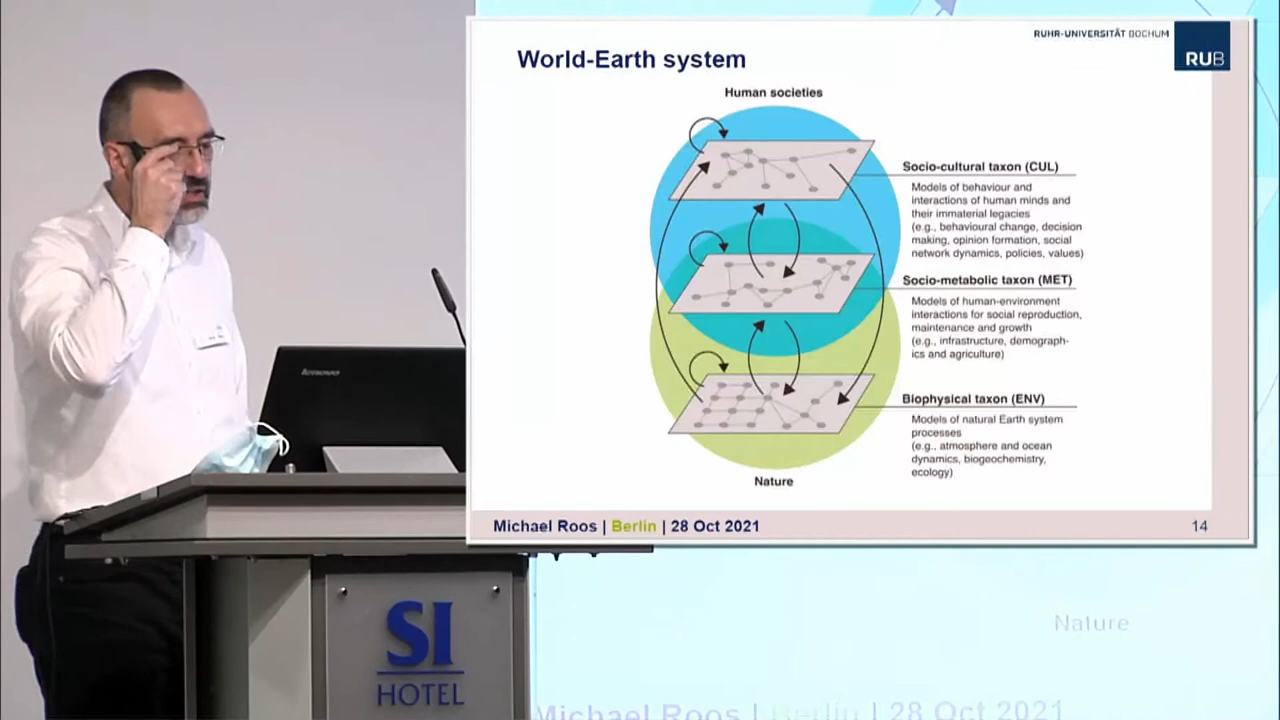 RUHR-UNIVERSITÄT BOCHUM
RUB
World-Earth system
Human societies
Socio-cultural taxon (CUL)
Models of behaviour and
interactions of human minds and
their immaterial legacies
(e.g., behavioural change, decision
making, opinion formation, social
network dynamics, policies, values)
Socio-metabolic taxon (MET)
Models of human-environment
interactions for social reproduction,
maintenance and growth
(e.g., infrastructure, demograph-
ics and agriculture)
Biophysical taxon (ENV)
Models of natural Earth system
processes
(e.g., atmosphere and ocean
dynamics, biogeochemistry,
ecology)
Nature
Michael Roos | Berlin | 28 Oct 2021
14
lenovo
SI
HOTEL
Nature
Michael Roos | Berlin | 28 Oct 2021